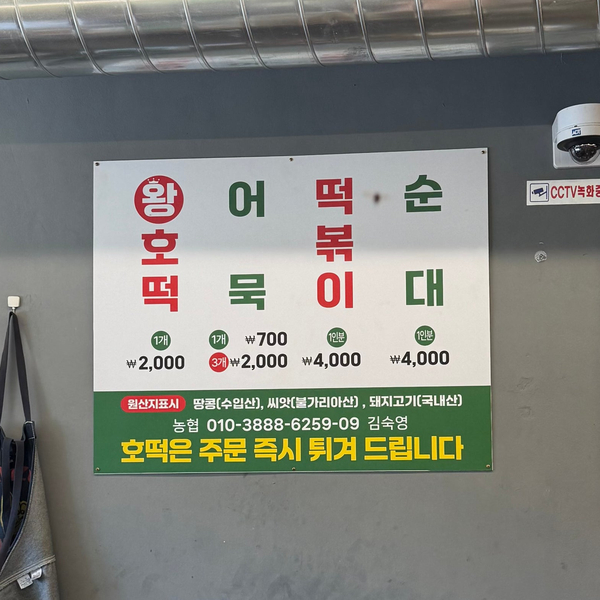 왕호떡
1개
₩2,000
어묵
1개 ₩700
3개 ₩2,000
떡볶이
1인분
₩4,000
순대
1인분
₩4,000
원산지표시 땅콩(수입산), 씨앗(불가리아산) , 돼지고기(국내산)
농협 010-3888-6259-09 김숙영
호떡은 주문 즉시 튀겨 드립니다
CCTV녹화중